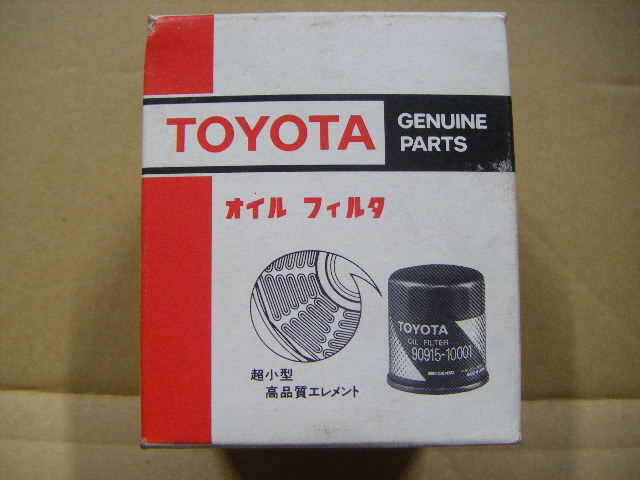 TOYOTA
GENUINE
PARTS
オイル フィルタ
TOYOTA
OIL FILTER
90915-10001
超小型
高品質エレメント